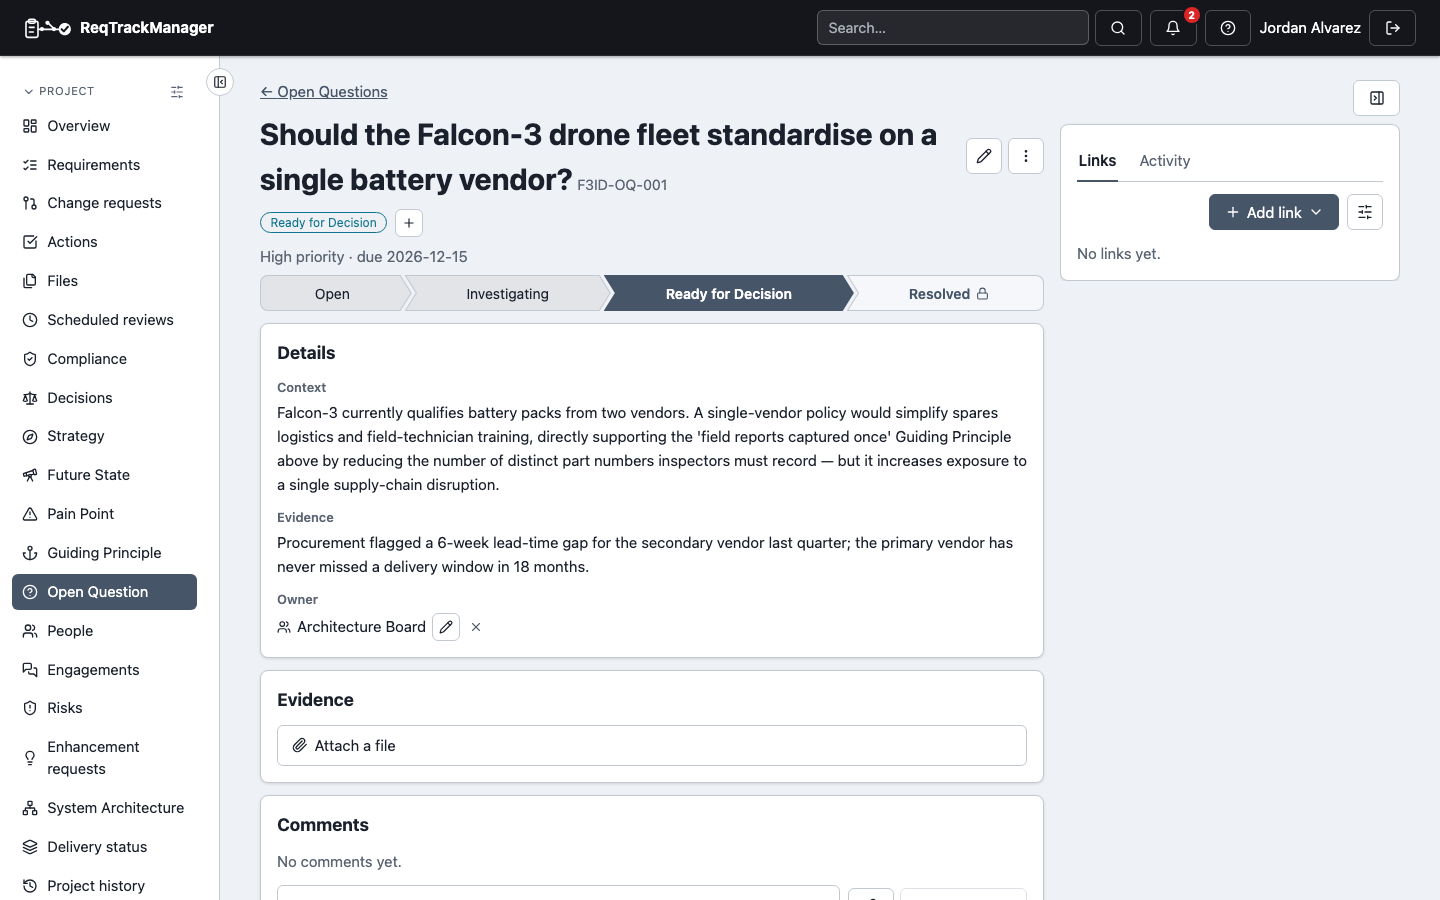 ReqTrackManager
Search...
2
Jordan Alvarez
PROJECT
Overview
Requirements
Change requests
Actions
Files
Scheduled reviews
Compliance
Decisions
Strategy
Future State
Pain Point
Guiding Principle
Open Question
People
Engagements
Risks
Enhancement
requests
System Architecture
Delivery status
Project history
← Open Questions
Should the Falcon-3 drone fleet standardise on a
single battery vendor? F3ID-OQ-001
Ready for Decision
High priority · due 2026-12-15
Open
Investigating
Ready for Decision
Resolved
Details
Context
Falcon-3 currently qualifies battery packs from two vendors. A single-vendor policy would simplify spares
logistics and field-technician training, directly supporting the 'field reports captured once' Guiding Principle
above by reducing the number of distinct part numbers inspectors must record — but it increases exposure to
a single supply-chain disruption.
Evidence
Procurement flagged a 6-week lead-time gap for the secondary vendor last quarter; the primary vendor has
never missed a delivery window in 18 months.
Owner
Architecture Board
Evidence
Attach a file
Comments
No comments yet.
Links
Activity
+ Add link
No links yet.